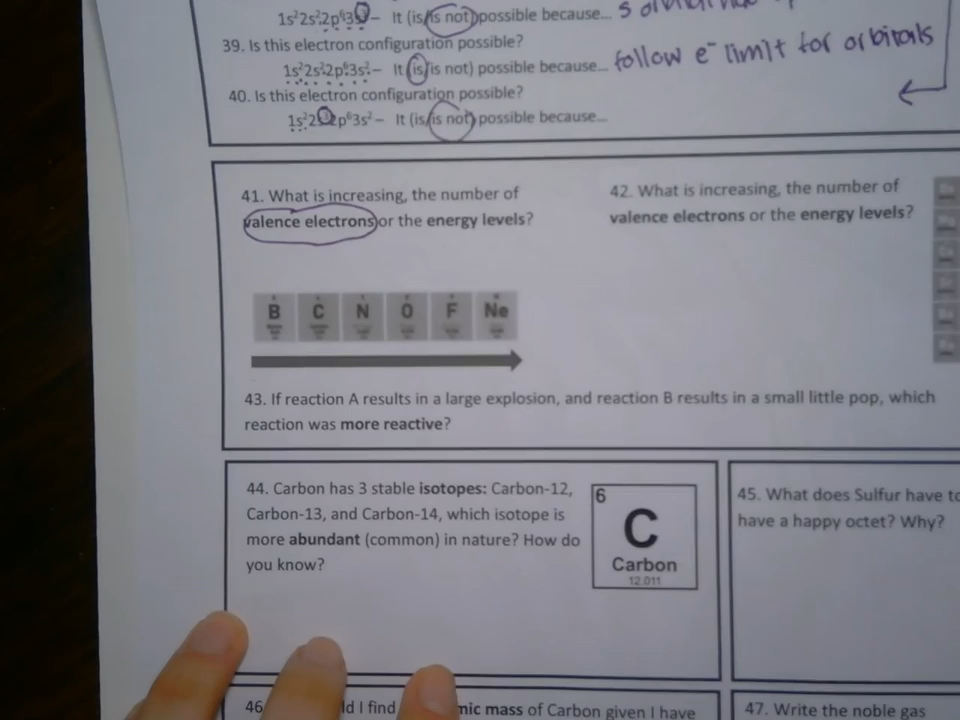 1s²2s²2p⁶3s – It (is/is not) possible because...
39. Is this electron configuration possible?
1s²2s²2p⁶3s² – It (is/is not) possible because... follow e⁻ limit for orbitals
40. Is this electron configuration possible?
1s²2s³2p⁶3s² – It (is/is not) possible because...
41. What is increasing, the number of
valence electrons or the energy levels?
42. What is increasing, the number of
valence electrons or the energy levels?
B C N O F Ne
43. If reaction A results in a large explosion, and reaction B results in a small little pop, which
reaction was more reactive?
44. Carbon has 3 stable isotopes: Carbon-12,
Carbon-13, and Carbon-14, which isotope is
more abundant (common) in nature? How do
you know?
6
C
Carbon
12.011
45. What does Sulfur have to
have a happy octet? Why?
46 I find mass of Carbon given I have
47. Write the noble gas